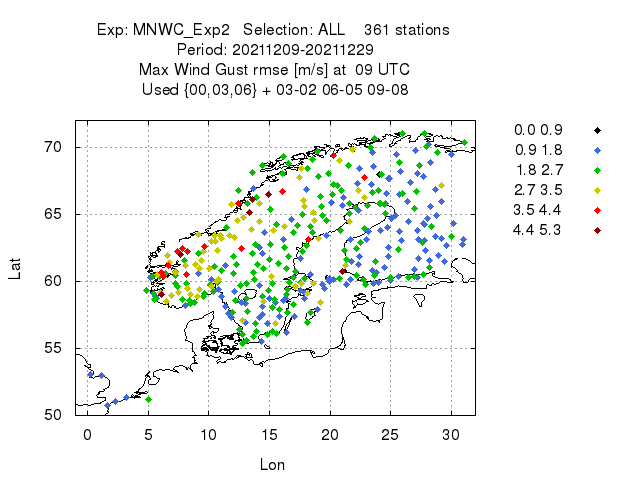 Exp: MNWC_Exp2 Selection: ALL 361 stations
Period: 20211209-20211229
Max Wind Gust rmse [m/s] at 09 UTC
Used {00,03,06} + 03-02 06-05 09-08
0.0 0.9
0.9 1.8
1.8 2.7
2.7 3.5
3.5 4.4
4.4 5.3
70
65
60
55
50
Lat
0 5 10 15 20 25 30
Lon